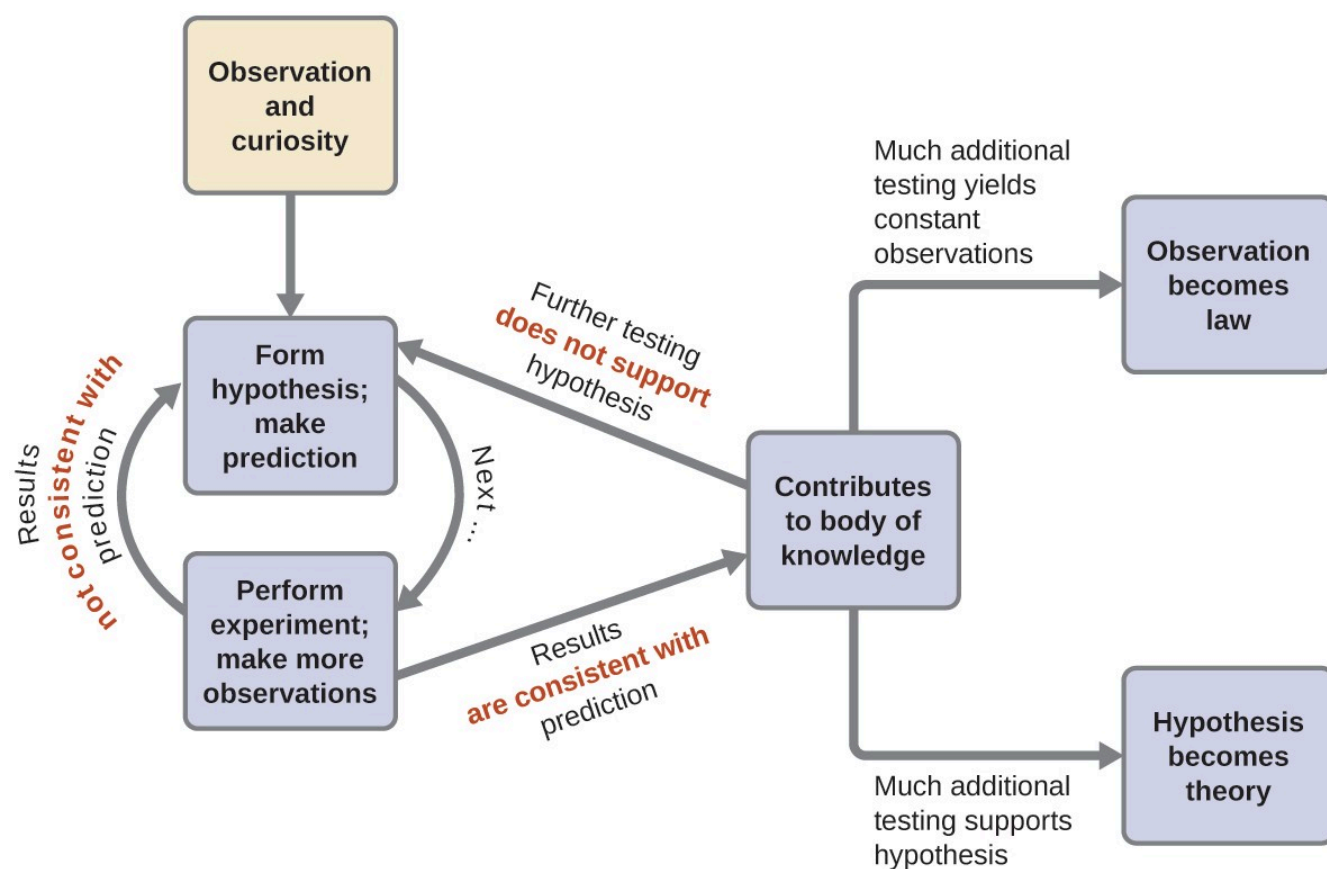 Observation
and
curiosity
Form
hypothesis;
make
prediction
Results
not consistent with
prediction
Next ...
Perform
experiment;
make more
observations
Further testing
does not support
hypothesis
Results
are consistent with
prediction
Contributes
to body of
knowledge
Much additional
testing yields
constant
observations
Observation
becomes
law
Much additional
testing supports
hypothesis
Hypothesis
becomes
theory